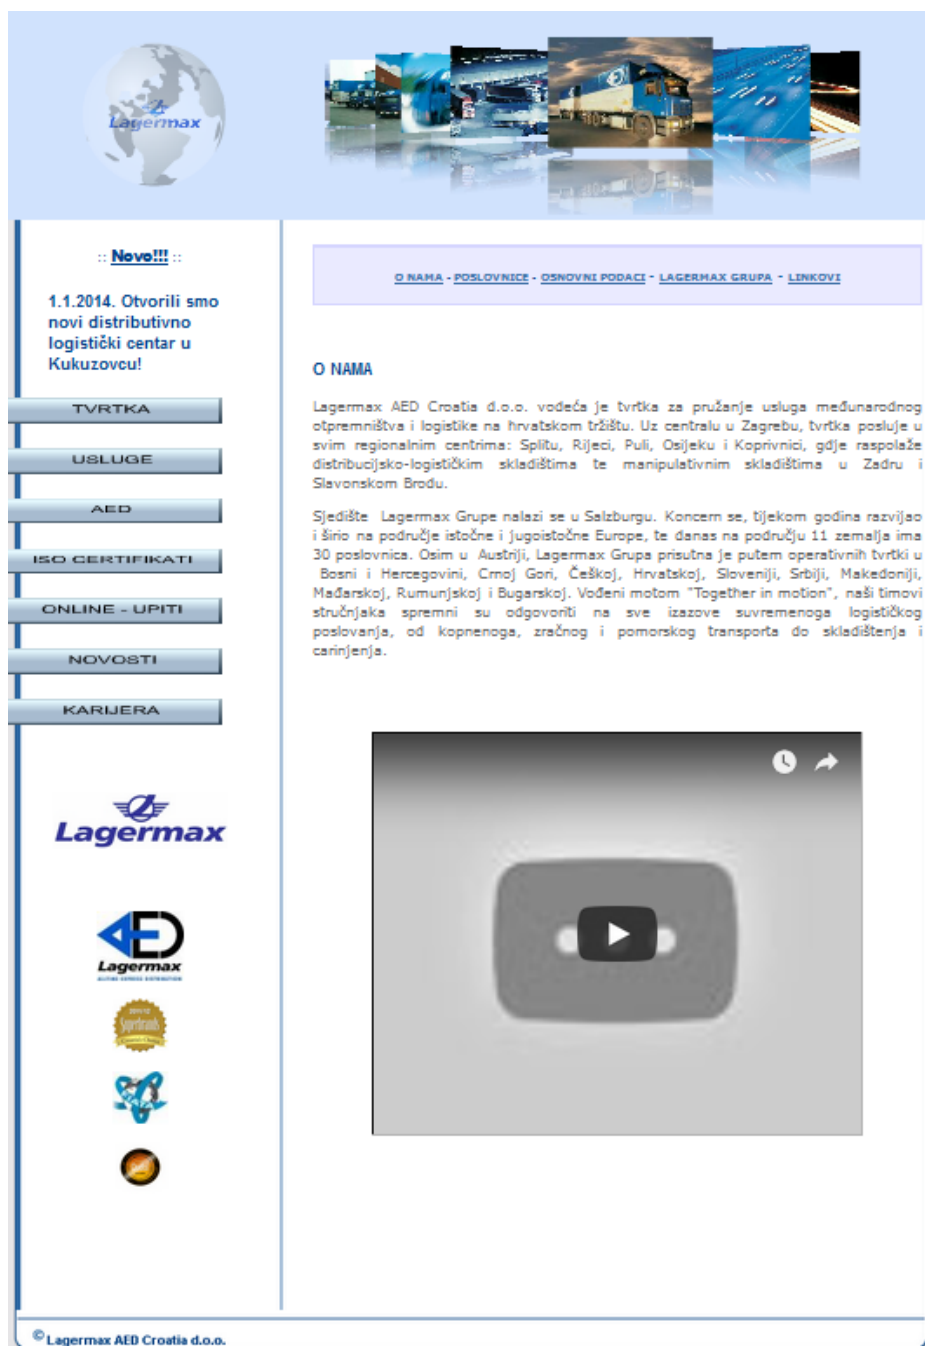 Lagermax
:: Novo!!! ::
1.1.2014. Otvorili smo
novi distributivno
logistički centar u
Kukuzovcu!
TVRTKA
USLUGE
AED
ISO CERTIFIKATI
ONLINE - UPITI
NOVOSTI
KARIJERA
Lagermax
AED
Lagermax
ALPINE EXPRESS DISTRIBUTION
Superbrands
O NAMA - POSLOVNICE - OSNOVNI PODACI - LAGERMAX GRUPA - LINKOVI
O NAMA
Lagermax AED Croatia d.o.o. vodeća je tvrtka za pružanje usluga međunarodnog
otpremništva i logistike na hrvatskom tržištu. Uz centralu u Zagrebu, tvrtka posluje u
svim regionalnim centrima: Splitu, Rijeci, Puli, Osijeku i Koprivnici, gdje raspolaže
distribucijsko-logističkim skladištima te manipulativnim skladištima u Zadru i
Slavonskom Brodu.
Sjedište Lagermax Grupe nalazi se u Salzburgu. Koncern se, tijekom godina razvijao
i širio na područje istočne i jugoistočne Europe, te danas na području 11 zemalja ima
30 poslovnica. Osim u Austriji, Lagermax Grupa prisutna je putem operativnih tvrtki u
Bosni i Hercegovini, Crnoj Gori, Češkoj, Hrvatskoj, Sloveniji, Srbiji, Makedoniji,
Mađarskoj, Rumunjskoj i Bugarskoj. Vođeni motom "Together in motion", naši timovi
stručnjaka spremni su odgovoriti na sve izazove suvremenoga logističkog
poslovanja, od kopnenoga, zračnog i pomorskog transporta do skladištenja i
carinjenja.
© Lagermax AED Croatia d.o.o.